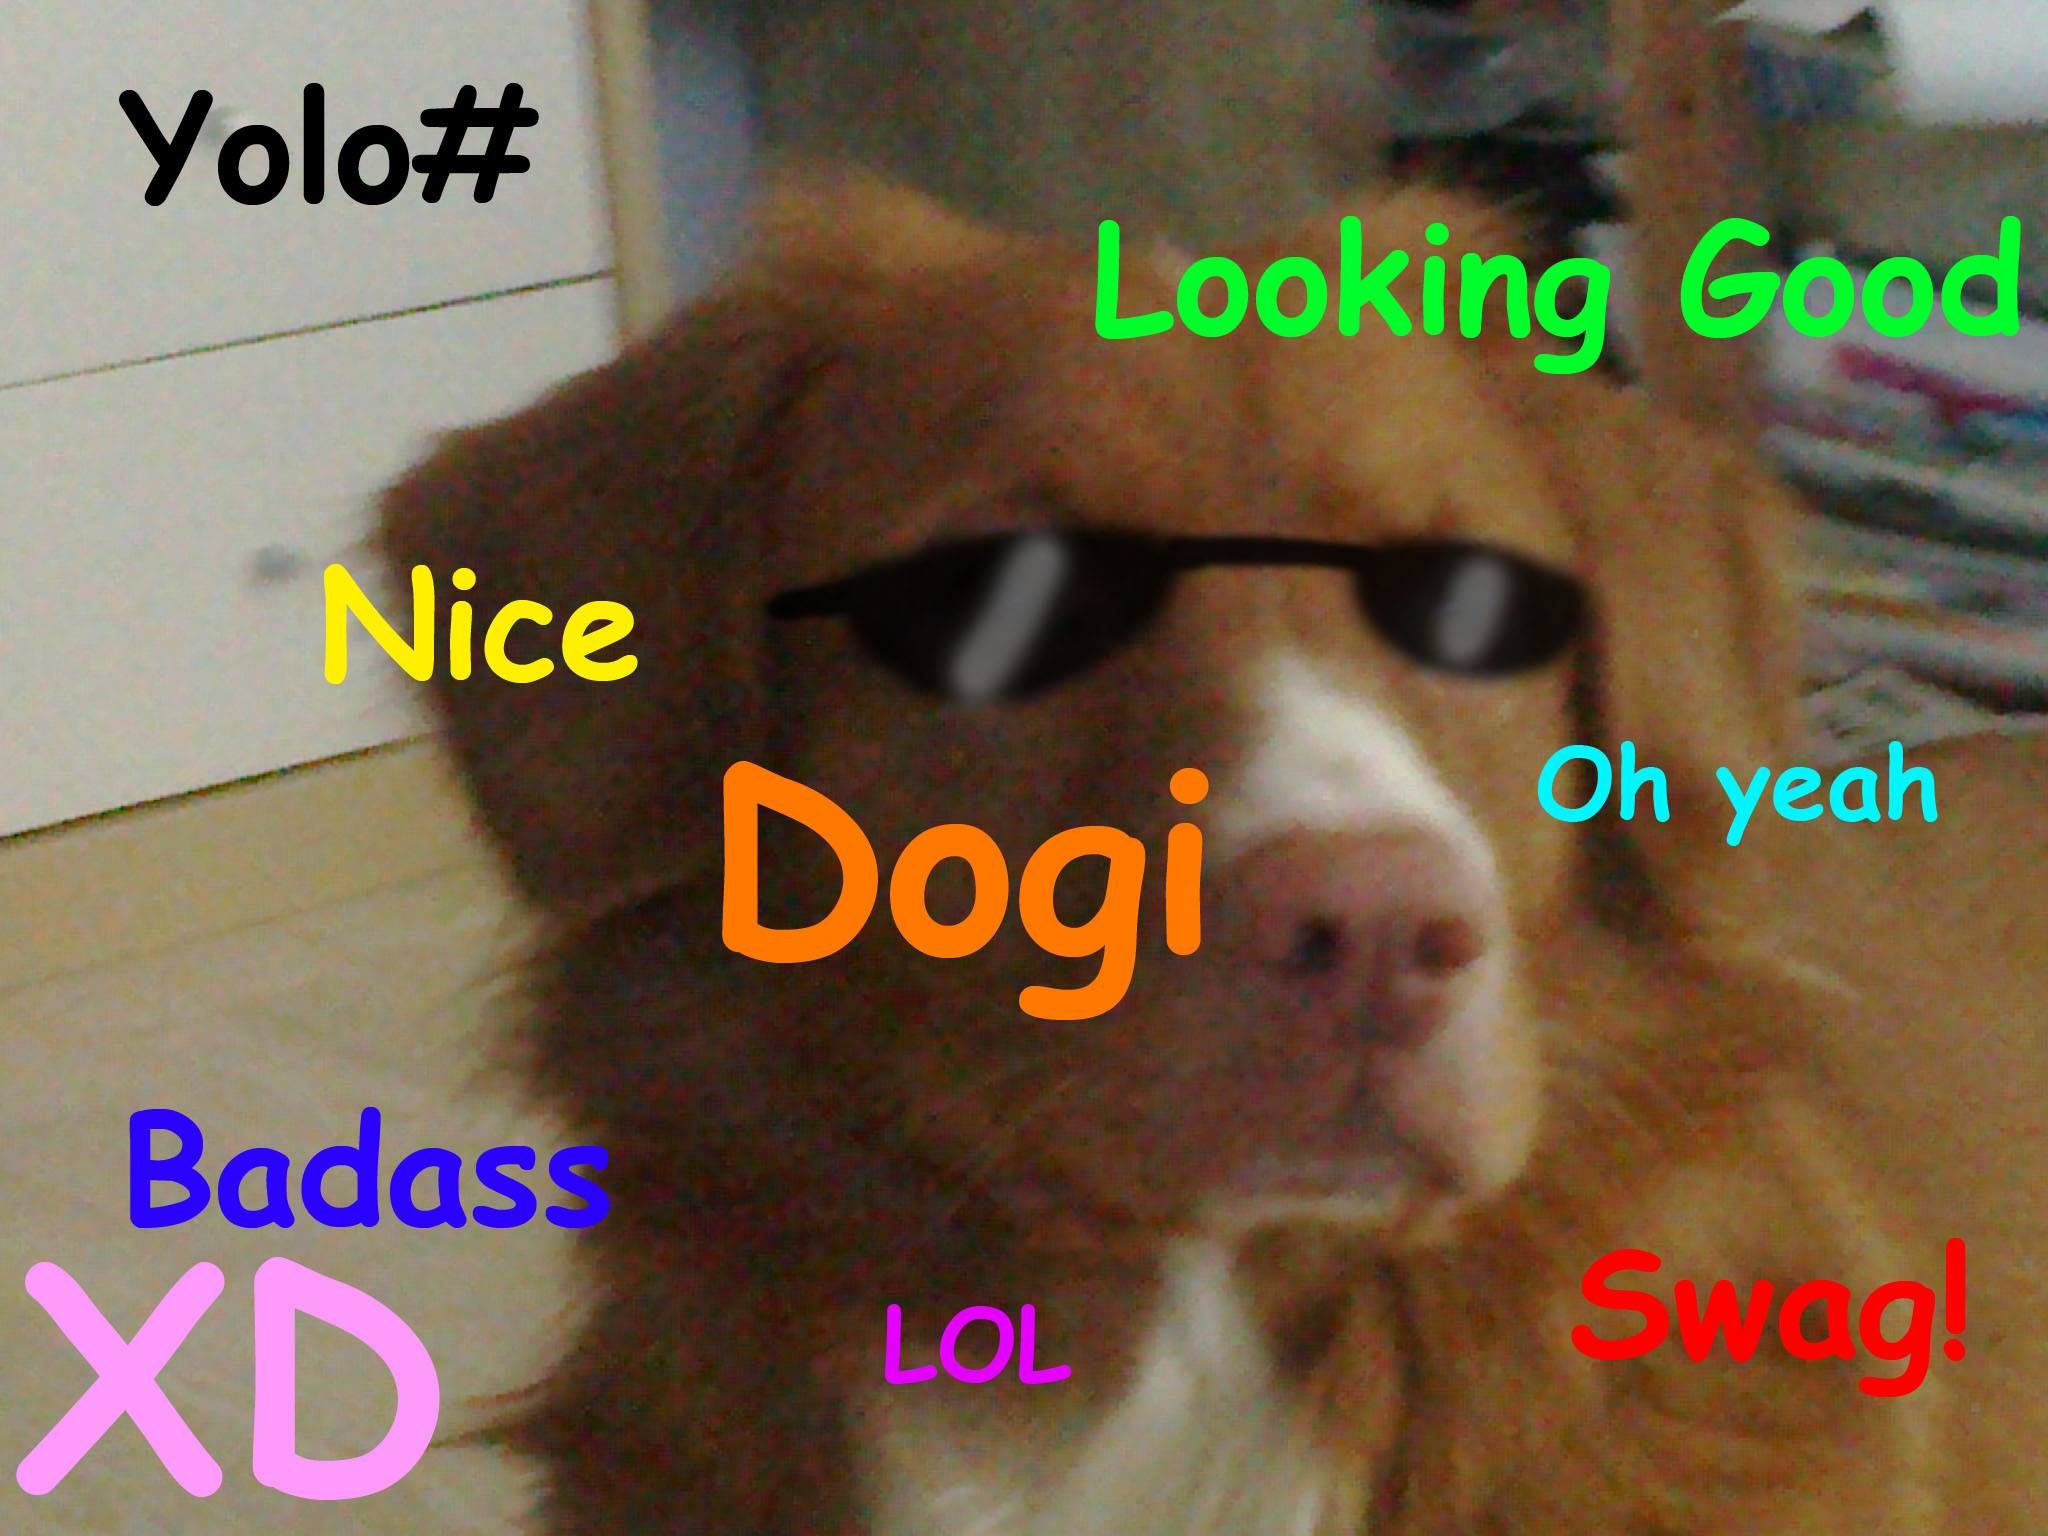 Yolo#
Looking Good
Nice
Oh yeah
Dogi
Badass
XD
LOL
Swag!